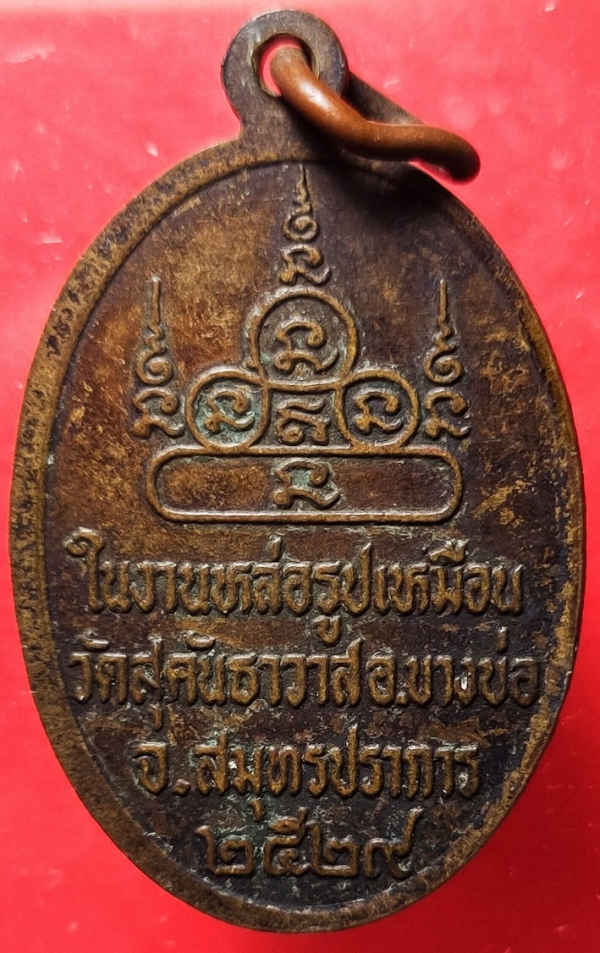 ในงานหล่อรูปเหมือน
วัดสุคันธาวาส อ.บางบ่อ
จ.สมุทรปราการ
๒๕๒๙